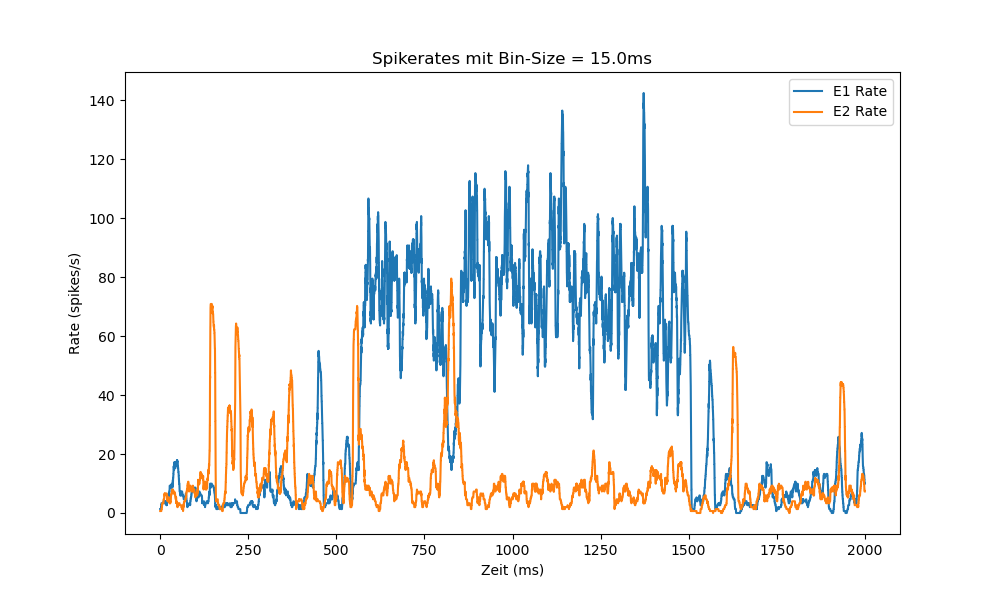 Spikerates mit Bin-Size = 15.0ms
E1 Rate
E2 Rate
140
120
100
80
60
40
20
0
Rate (spikes/s)
0 250 500 750 1000 1250 1500 1750 2000
Zeit (ms)